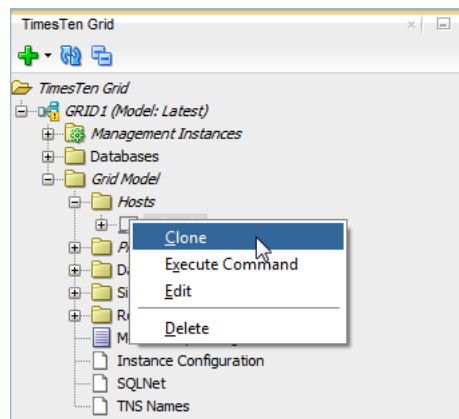 TimesTen Grid
TimesTen Grid
GRID1 (Model: Latest)
Management Instances
Databases
Grid Model
Hosts
Clone
Execute Command
Edit
Delete
Instance Configuration
SQLNet
TNS Names